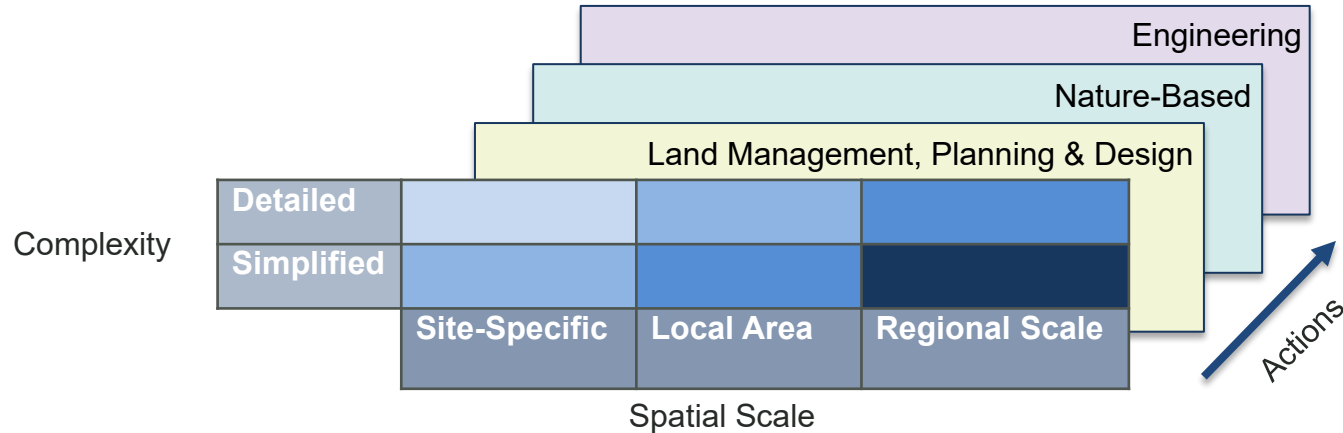 Engineering
Nature-Based
Land Management, Planning & Design
Detailed
Complexity
Simplified
Site-Specific
Local Area
Regional Scale
Actions
Spatial Scale